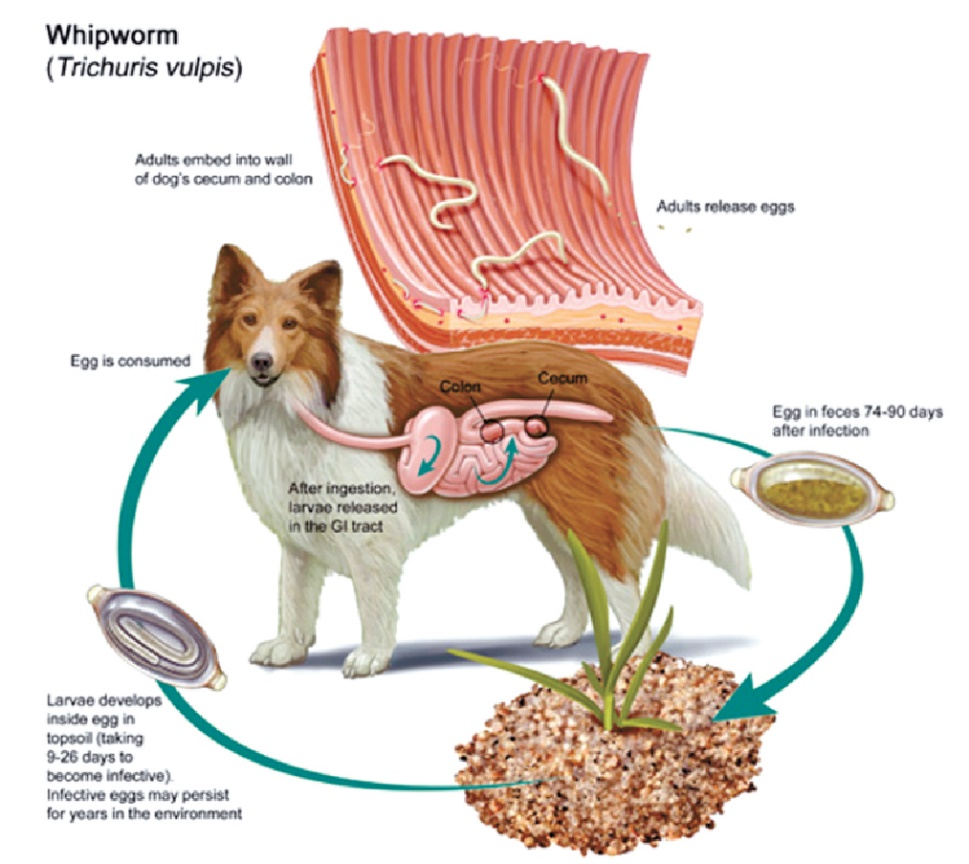 Whipworm
(Trichuris vulpis)
Adults embed into wall
of dog's cecum and colon
Adults release eggs
Egg is consumed
Colon
Cecum
Egg in feces 74-90 days
after infection
After ingestion,
larvae released
in the GI tract
Larvae develops
inside egg in
topsoil (taking
9-26 days to
become infective).
Infective eggs may persist
for years in the environment